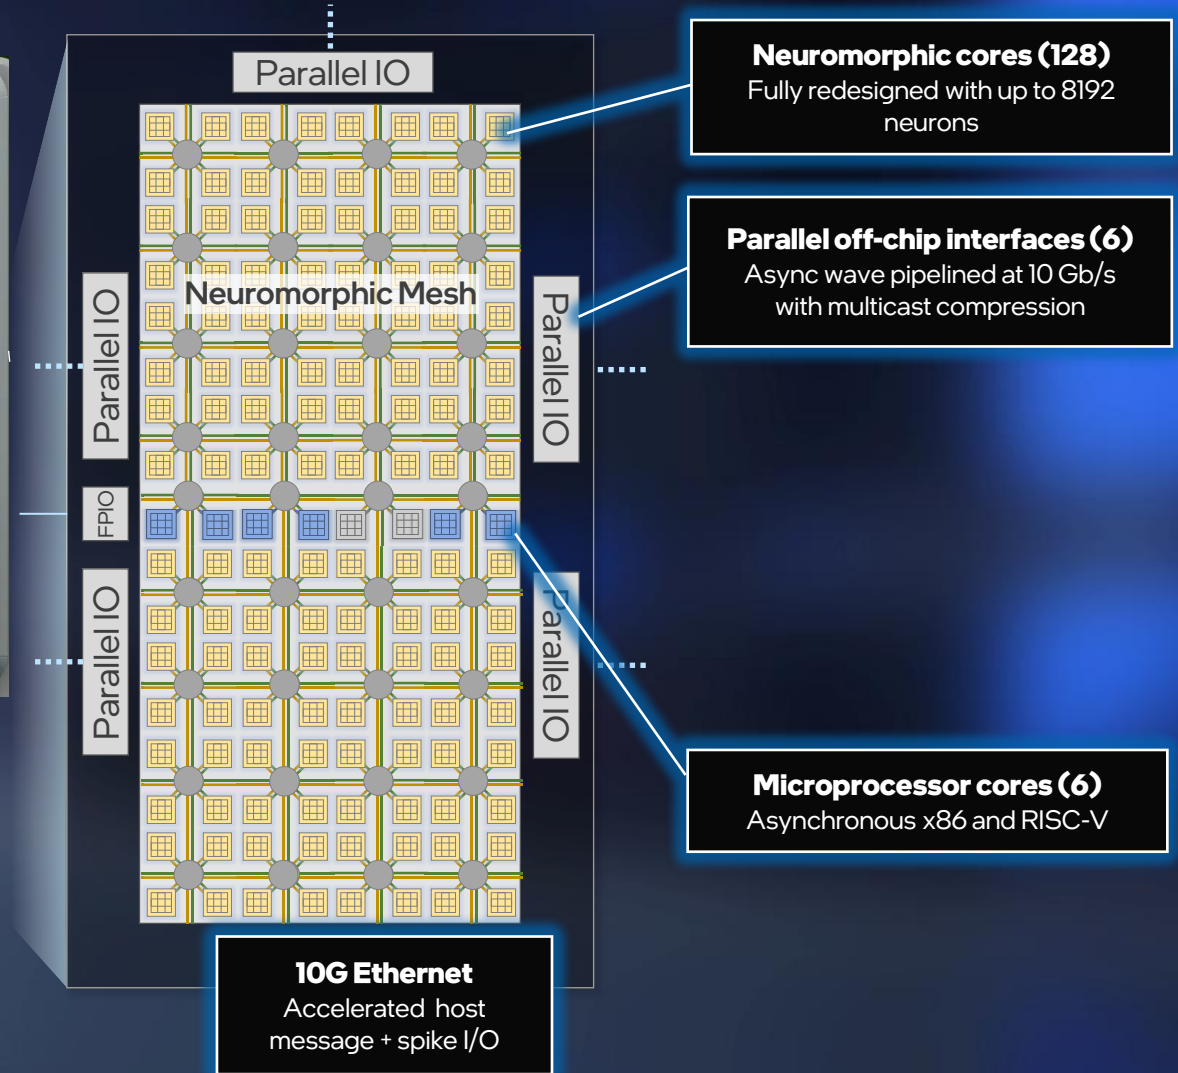 Parallel IO
Neuromorphic cores (128)
Fully redesigned with up to 8192
neurons
Parallel off-chip interfaces (6)
Async wave pipelined at 10 Gb/s
with multicast compression
Neuromorphic Mesh
Parallel IO
Parallel IO
FPIO
Parallel IO
Parallel IO
Microprocessor cores (6)
Asynchronous x86 and RISC-V
10G Ethernet
Accelerated host
message + spike I/O